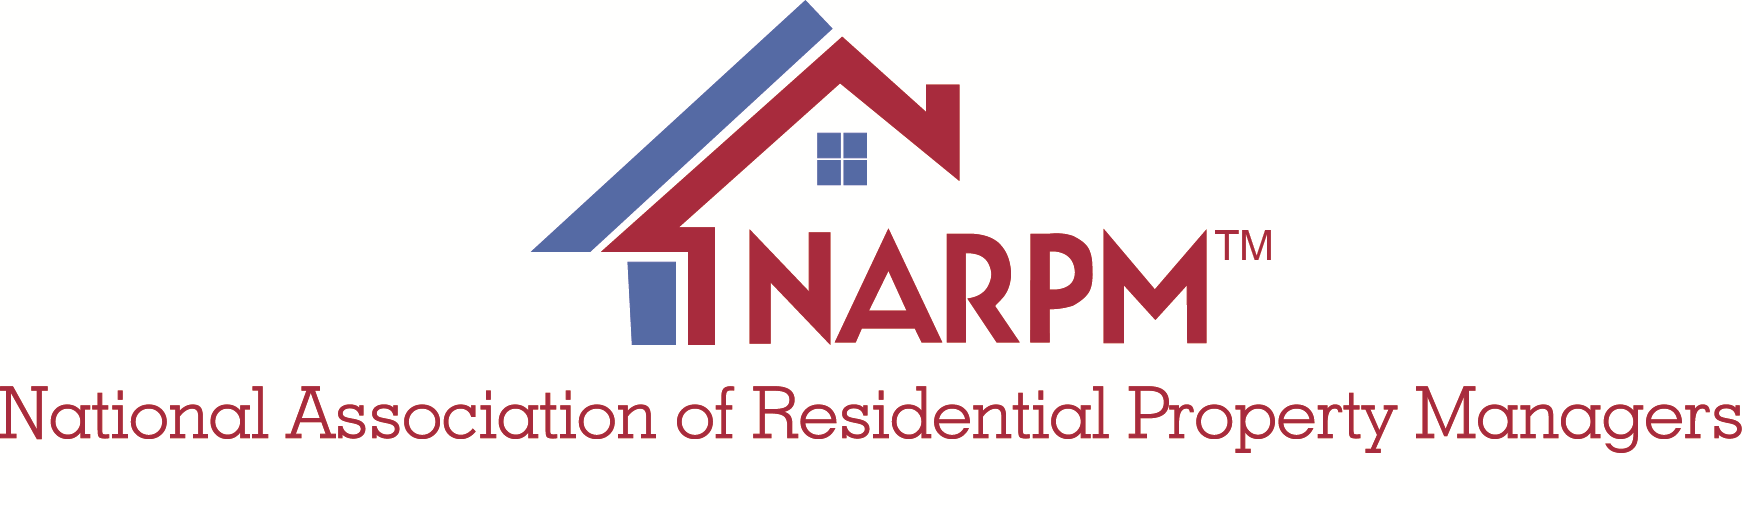 NARPM™
National Association of Residential Property Managers